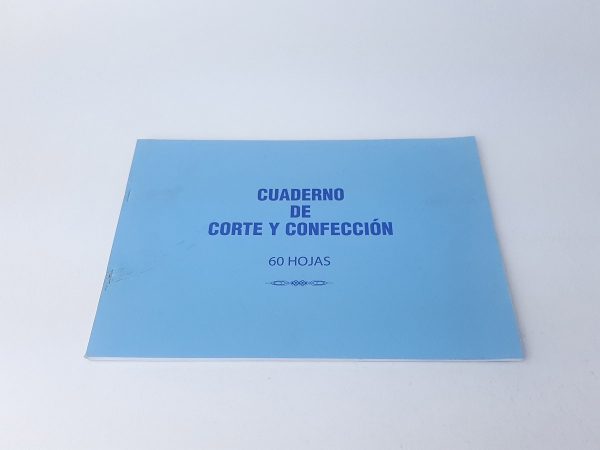 CUADERNO
DE
CORTE Y CONFECCIÓN
60 HOJAS